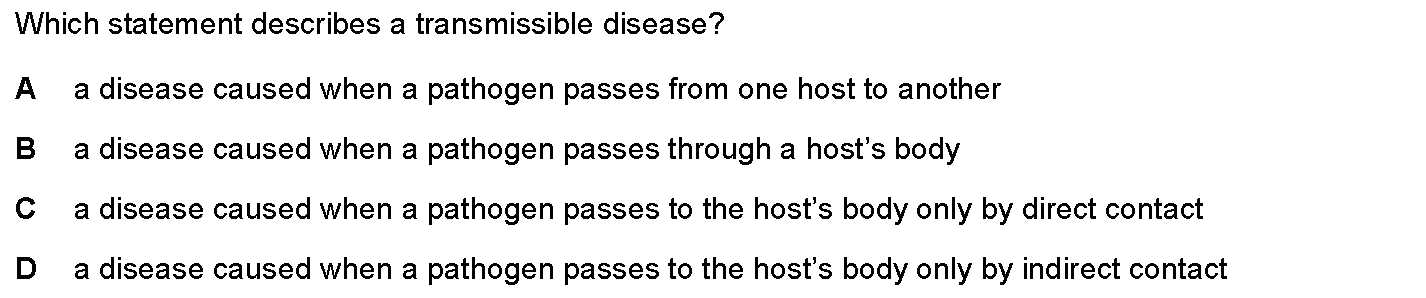 Which statement describes a transmissible disease?
A a disease caused when a pathogen passes from one host to another
B a disease caused when a pathogen passes through a host’s body
C a disease caused when a pathogen passes to the host’s body only by direct contact
D a disease caused when a pathogen passes to the host’s body only by indirect contact